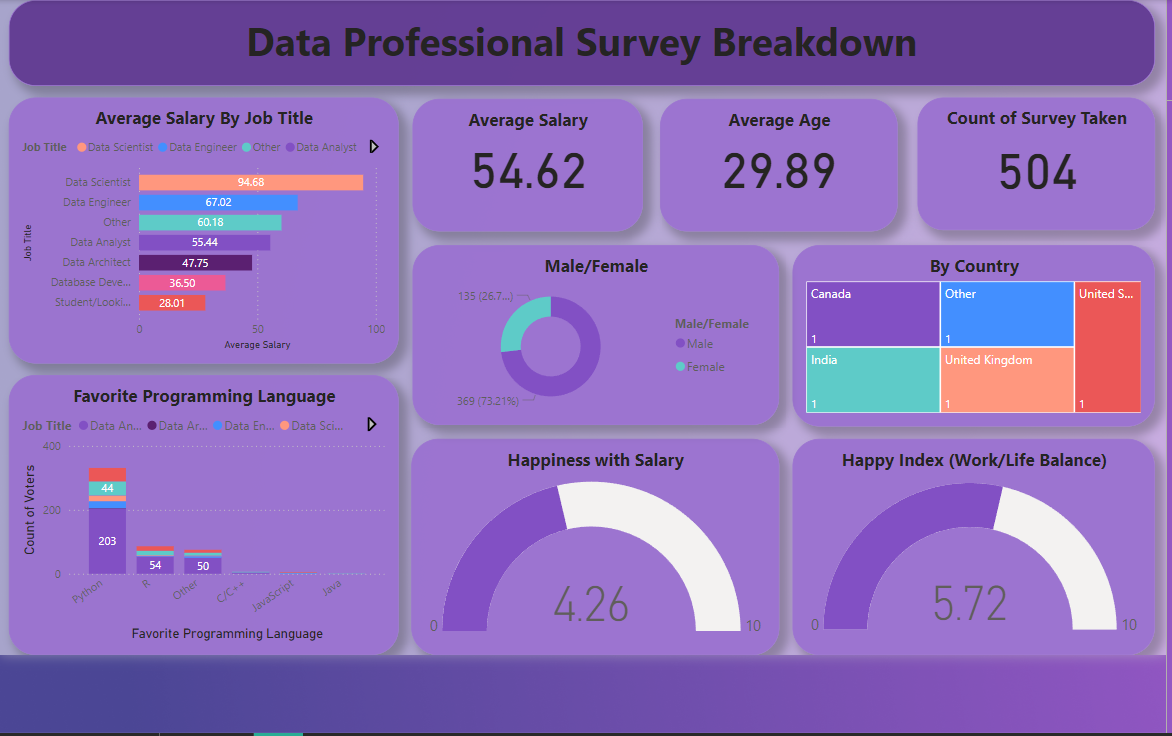 Data Professional Survey Breakdown
Average Salary By Job Title
Job Title Data Scientist Data Engineer Other Data Analyst
Data Scientist 94.68
Data Engineer 67.02
Other 60.18
Data Analyst 55.44
Data Architect 47.75
Database Deve... 36.50
Student/Looki... 28.01
Job Title
0 50 100
Average Salary
Average Salary
54.62
Average Age
29.89
Count of Survey Taken
504
Male/Female
135 (26.7...)
369 (73.21%)
Male/Female
Male
Female
By Country
Canada
1
Other
1
United S...
1
India
1
United Kingdom
1
Favorite Programming Language
Job Title Data An... Data Ar... Data En... Data Sci...
Count of Voters
400
200
0
44
203
54
50
Python R Other C/C++ JavaScript Java
Favorite Programming Language
Happiness with Salary
4.26
0 10
Happy Index (Work/Life Balance)
5.72
0 10